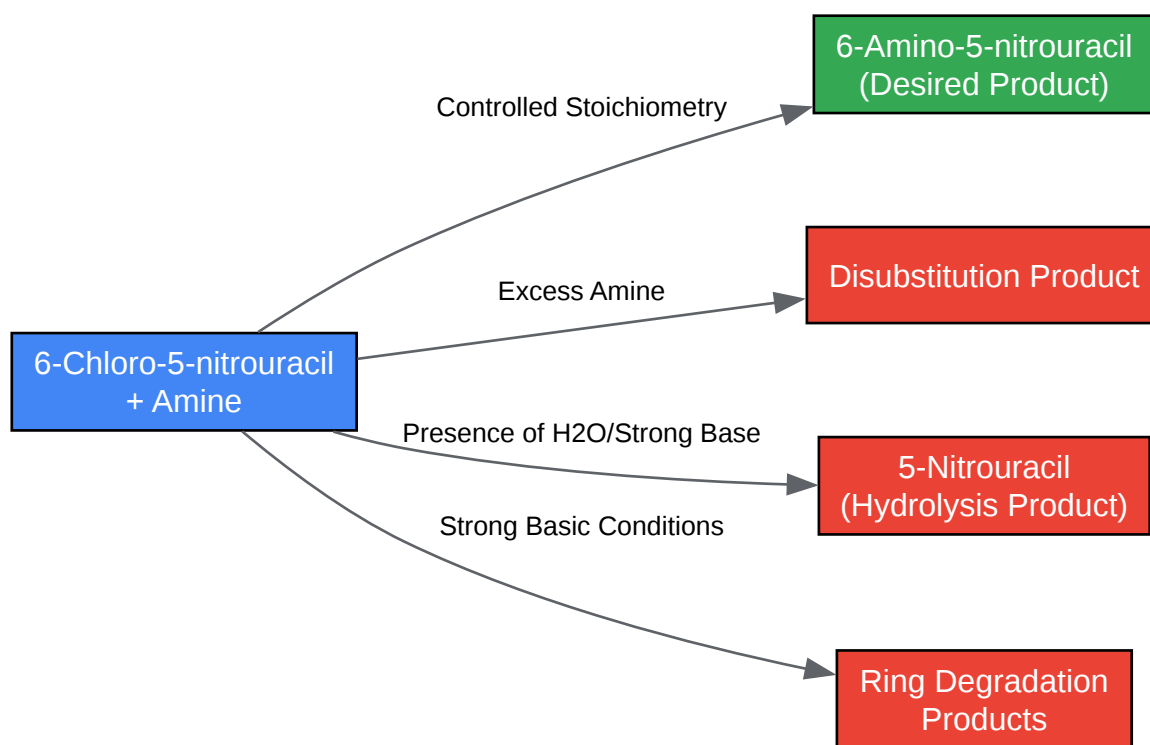 6-Amino-5-nitrouracil
(Desired Product)
Controlled Stoichiometry
Disubstitution Product
Excess Amine
6-Chloro-5-nitrouracil
+ Amine
Presence of H2O/Strong Base
5-Nitrouracil
(Hydrolysis Product)
Strong Basic Conditions
Ring Degradation
Products